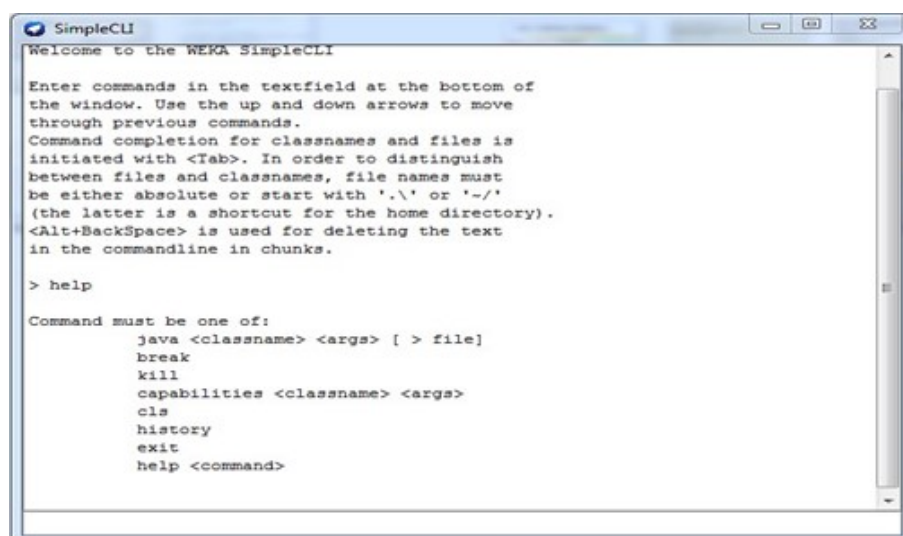 SimpleCLI
Welcome to the WEKA SimpleCLI
Enter commands in the textfield at the bottom of
the window. Use the up and down arrows to move
through previous commands.
Command completion for classnames and files is
initiated with <Tab>. In order to distinguish
between files and classnames, file names must
be either absolute or start with '.\' or '~/'
(the latter is a shortcut for the home directory).
<Alt+BackSpace> is used for deleting the text
in the commandline in chunks.
> help
Command must be one of:
java <classname> <args> [ > file]
break
kill
capabilities <classname> <args>
cls
history
exit
help <command>